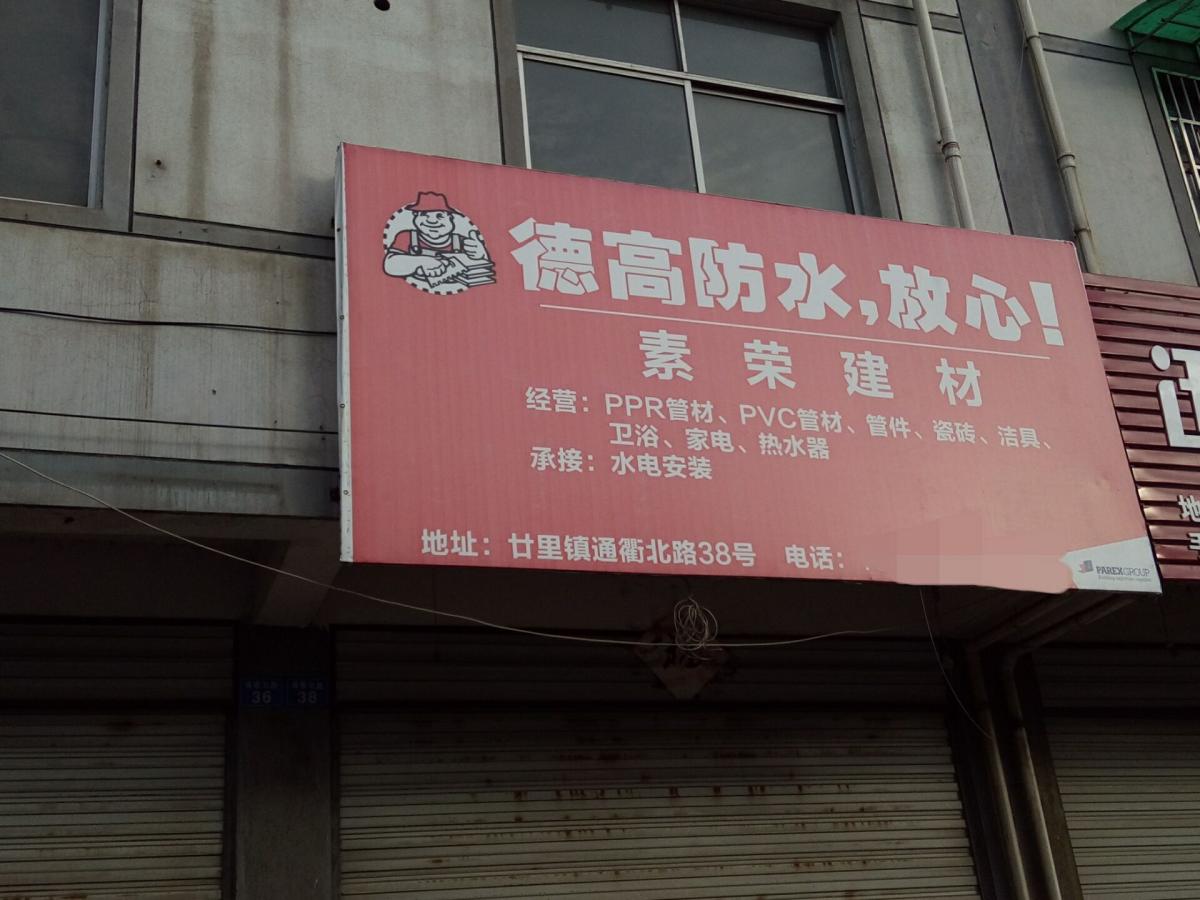 德高防水,放心!
素荣建材
经营：PPR管材、PVC管材、管件、瓷砖、洁具、
卫浴、家电、热水器
承接：水电安装
地址：廿里镇通衢北路38号 电话：
PAREXGROUP
36
38